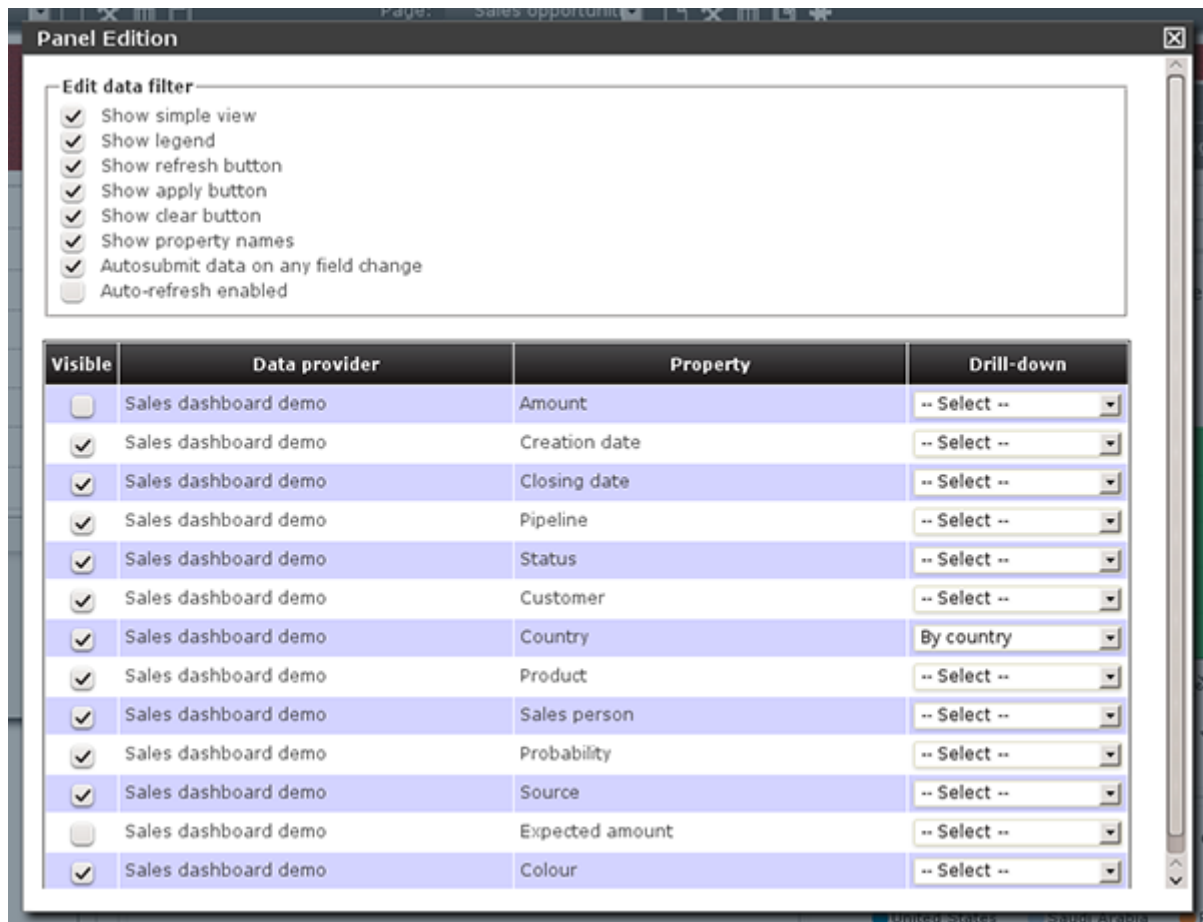 Page: Sales opportunit
Panel Edition
Edit data filter
Show simple view
Show legend
Show refresh button
Show apply button
Show clear button
Show property names
Autosubmit data on any field change
Auto-refresh enabled
Visible Data provider Property Drill-down
Sales dashboard demo Amount -- Select --
Sales dashboard demo Creation date -- Select --
Sales dashboard demo Closing date -- Select --
Sales dashboard demo Pipeline -- Select --
Sales dashboard demo Status -- Select --
Sales dashboard demo Customer -- Select --
Sales dashboard demo Country By country
Sales dashboard demo Product -- Select --
Sales dashboard demo Sales person -- Select --
Sales dashboard demo Probability -- Select --
Sales dashboard demo Source -- Select --
Sales dashboard demo Expected amount -- Select --
Sales dashboard demo Colour -- Select --
United States Saudi Arabia